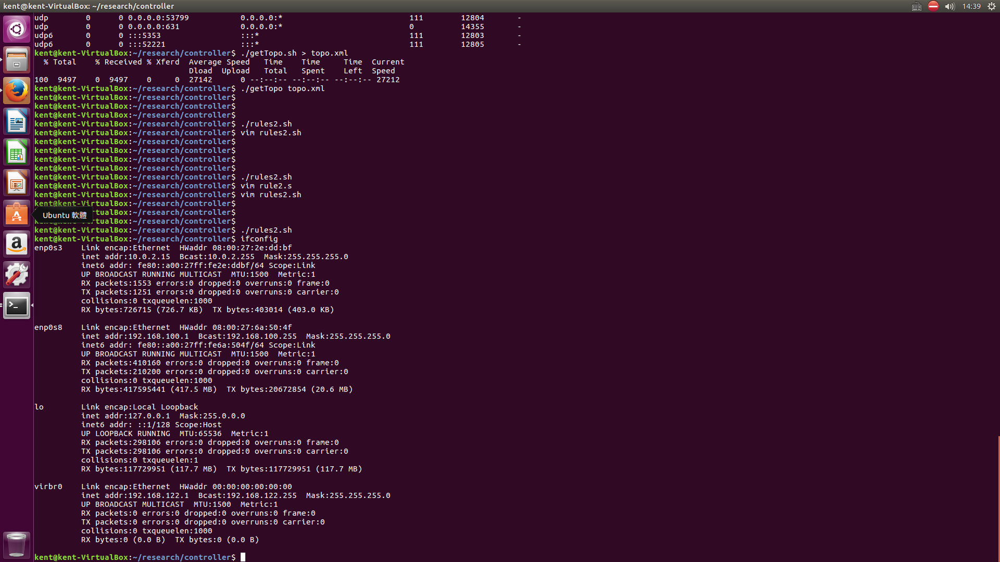 kent@kent-VirtualBox: ~/research/controller
14:39
udp        0      0 0.0.0.0:53799           0.0.0.0:*                           111        12804       -
udp        0      0 0.0.0.0:631             0.0.0.0:*                           0          14355       -
udp6       0      0 :::5353                 :::*                                111        12803       -
udp6       0      0 :::52221                :::*                                111        12805       -
kent@kent-VirtualBox:~/research/controller$ ./getTopo.sh > topo.xml
  % Total    % Received % Xferd  Average Speed   Time    Time     Time  Current
                                 Dload  Upload   Total   Spent    Left  Speed
100  9497    0  9497    0     0  27142      0 --:--:-- --:--:-- --:--:-- 27212
kent@kent-VirtualBox:~/research/controller$ ./getTopo topo.xml
kent@kent-VirtualBox:~/research/controller$
kent@kent-VirtualBox:~/research/controller$
kent@kent-VirtualBox:~/research/controller$
kent@kent-VirtualBox:~/research/controller$ ./rules2.sh
kent@kent-VirtualBox:~/research/controller$ vim rules2.sh
kent@kent-VirtualBox:~/research/controller$
kent@kent-VirtualBox:~/research/controller$
kent@kent-VirtualBox:~/research/controller$
kent@kent-VirtualBox:~/research/controller$
kent@kent-VirtualBox:~/research/controller$ ./rules2.sh
kent@kent-VirtualBox:~/research/controller$ vim rule2.s
kent@kent-VirtualBox:~/research/controller$ vim rules2.sh
kent@kent-VirtualBox:~/research/controller$
Ubuntu 軟體
tualBox:~/research/controller$
rtualBox:~/research/controller$
kent@kent-VirtualBox:~/research/controller$ ./rules2.sh
kent@kent-VirtualBox:~/research/controller$ ifconfig
enp0s3    Link encap:Ethernet  HWaddr 08:00:27:2e:dd:bf
          inet addr:10.0.2.15  Bcast:10.0.2.255  Mask:255.255.255.0
          inet6 addr: fe80::a00:27ff:fe2e:ddbf/64 Scope:Link
          UP BROADCAST RUNNING MULTICAST  MTU:1500  Metric:1
          RX packets:1553 errors:0 dropped:0 overruns:0 frame:0
          TX packets:1251 errors:0 dropped:0 overruns:0 carrier:0
          collisions:0 txqueuelen:1000
          RX bytes:726715 (726.7 KB)  TX bytes:403014 (403.0 KB)

enp0s8    Link encap:Ethernet  HWaddr 08:00:27:6a:50:4f
          inet addr:192.168.100.1  Bcast:192.168.100.255  Mask:255.255.255.0
          inet6 addr: fe80::a00:27ff:fe6a:504f/64 Scope:Link
          UP BROADCAST RUNNING MULTICAST  MTU:1500  Metric:1
          RX packets:410160 errors:0 dropped:0 overruns:0 frame:0
          TX packets:210200 errors:0 dropped:0 overruns:0 carrier:0
          collisions:0 txqueuelen:1000
          RX bytes:417595441 (417.5 MB)  TX bytes:20672854 (20.6 MB)

lo        Link encap:Local Loopback
          inet addr:127.0.0.1  Mask:255.0.0.0
          inet6 addr: ::1/128 Scope:Host
          UP LOOPBACK RUNNING  MTU:65536  Metric:1
          RX packets:298106 errors:0 dropped:0 overruns:0 frame:0
          TX packets:298106 errors:0 dropped:0 overruns:0 carrier:0
          collisions:0 txqueuelen:1
          RX bytes:117729951 (117.7 MB)  TX bytes:117729951 (117.7 MB)

virbr0    Link encap:Ethernet  HWaddr 00:00:00:00:00:00
          inet addr:192.168.122.1  Bcast:192.168.122.255  Mask:255.255.255.0
          UP BROADCAST MULTICAST  MTU:1500  Metric:1
          RX packets:0 errors:0 dropped:0 overruns:0 frame:0
          TX packets:0 errors:0 dropped:0 overruns:0 carrier:0
          collisions:0 txqueuelen:1000
          RX bytes:0 (0.0 B)  TX bytes:0 (0.0 B)

kent@kent-VirtualBox:~/research/controller$